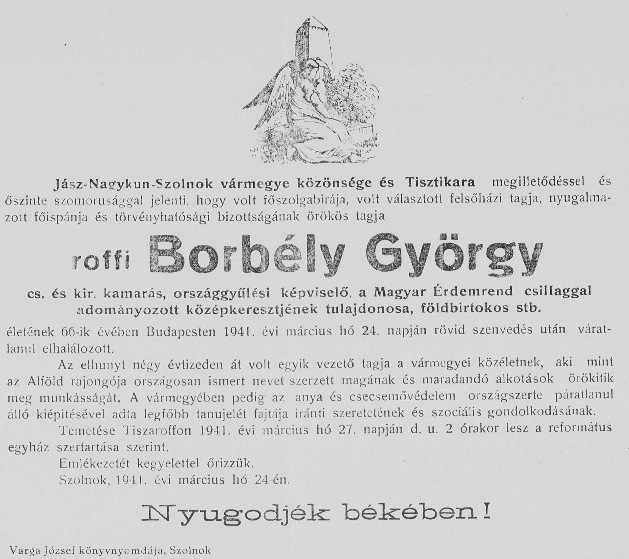 Jász-Nagykun-Szolnok vármegye közönsége és Tisztikara megilletődéssel és
őszinte szomorusággal jelenti, hogy volt főszolgabirája, volt választott felsőházi tagja, nyugalma-
zott főispánja és törvényhatósági bizottságának örökös tagja
roffi Borbély György
cs. és kir. kamarás, országgyűlési képviselő, a Magyar Érdemrend csillaggal
adományozott középkeresztjének tulajdonosa, földbirtokos stb.
életének 66-ik évében Budapesten 1941. évi március hó 24. napján rövid szenvedés után várat-
lanul elhalálozott.
Az elhunyt négy évtizeden át volt egyik vezető tagja a vármegyei közéletnek, aki mint
az Alföld rajongója országosan ismert nevet szerzett magának és maradandó alkotások örökitik
meg munkásságát. A vármegyében pedig az anya és csecsemővédelem országszerte páratlanul
álló kiépitésével adta legfőbb tanujelét fajtája iránti szeretetének és szociális gondolkodásának.
Temetése Tiszaroffon 1941. évi március hó 27. napján d. u. 2 órakor lesz a református
egyház szertartása szerint.
Emlékezetét kegyelettel őrizzük.
Szolnok, 1941. évi március hó 24-én.
Nyugodjék békében!
Varga József könyvnyomdája, Szolnok